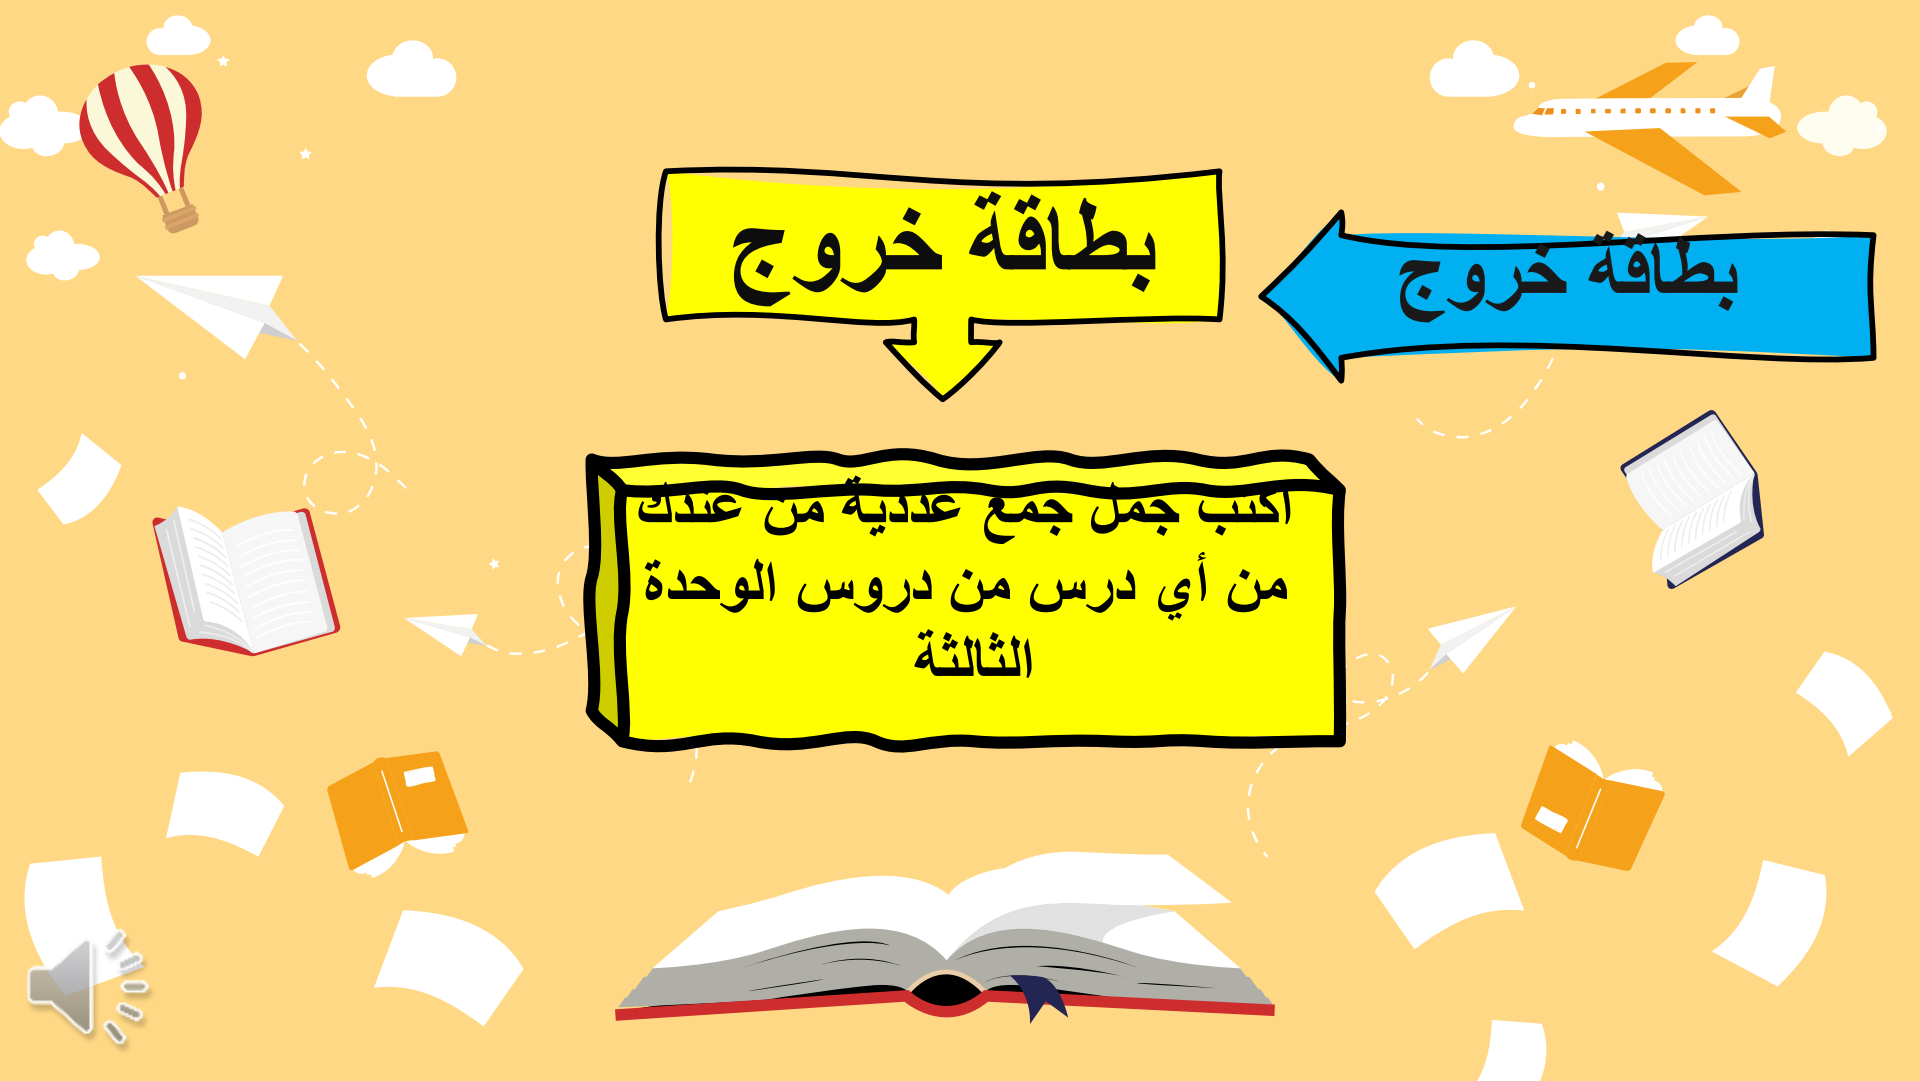 بطاقة خروج
بطاقة خروج
اكتب جمل جمع عددية من عندك
من أي درس من دروس الوحدة
الثالثة